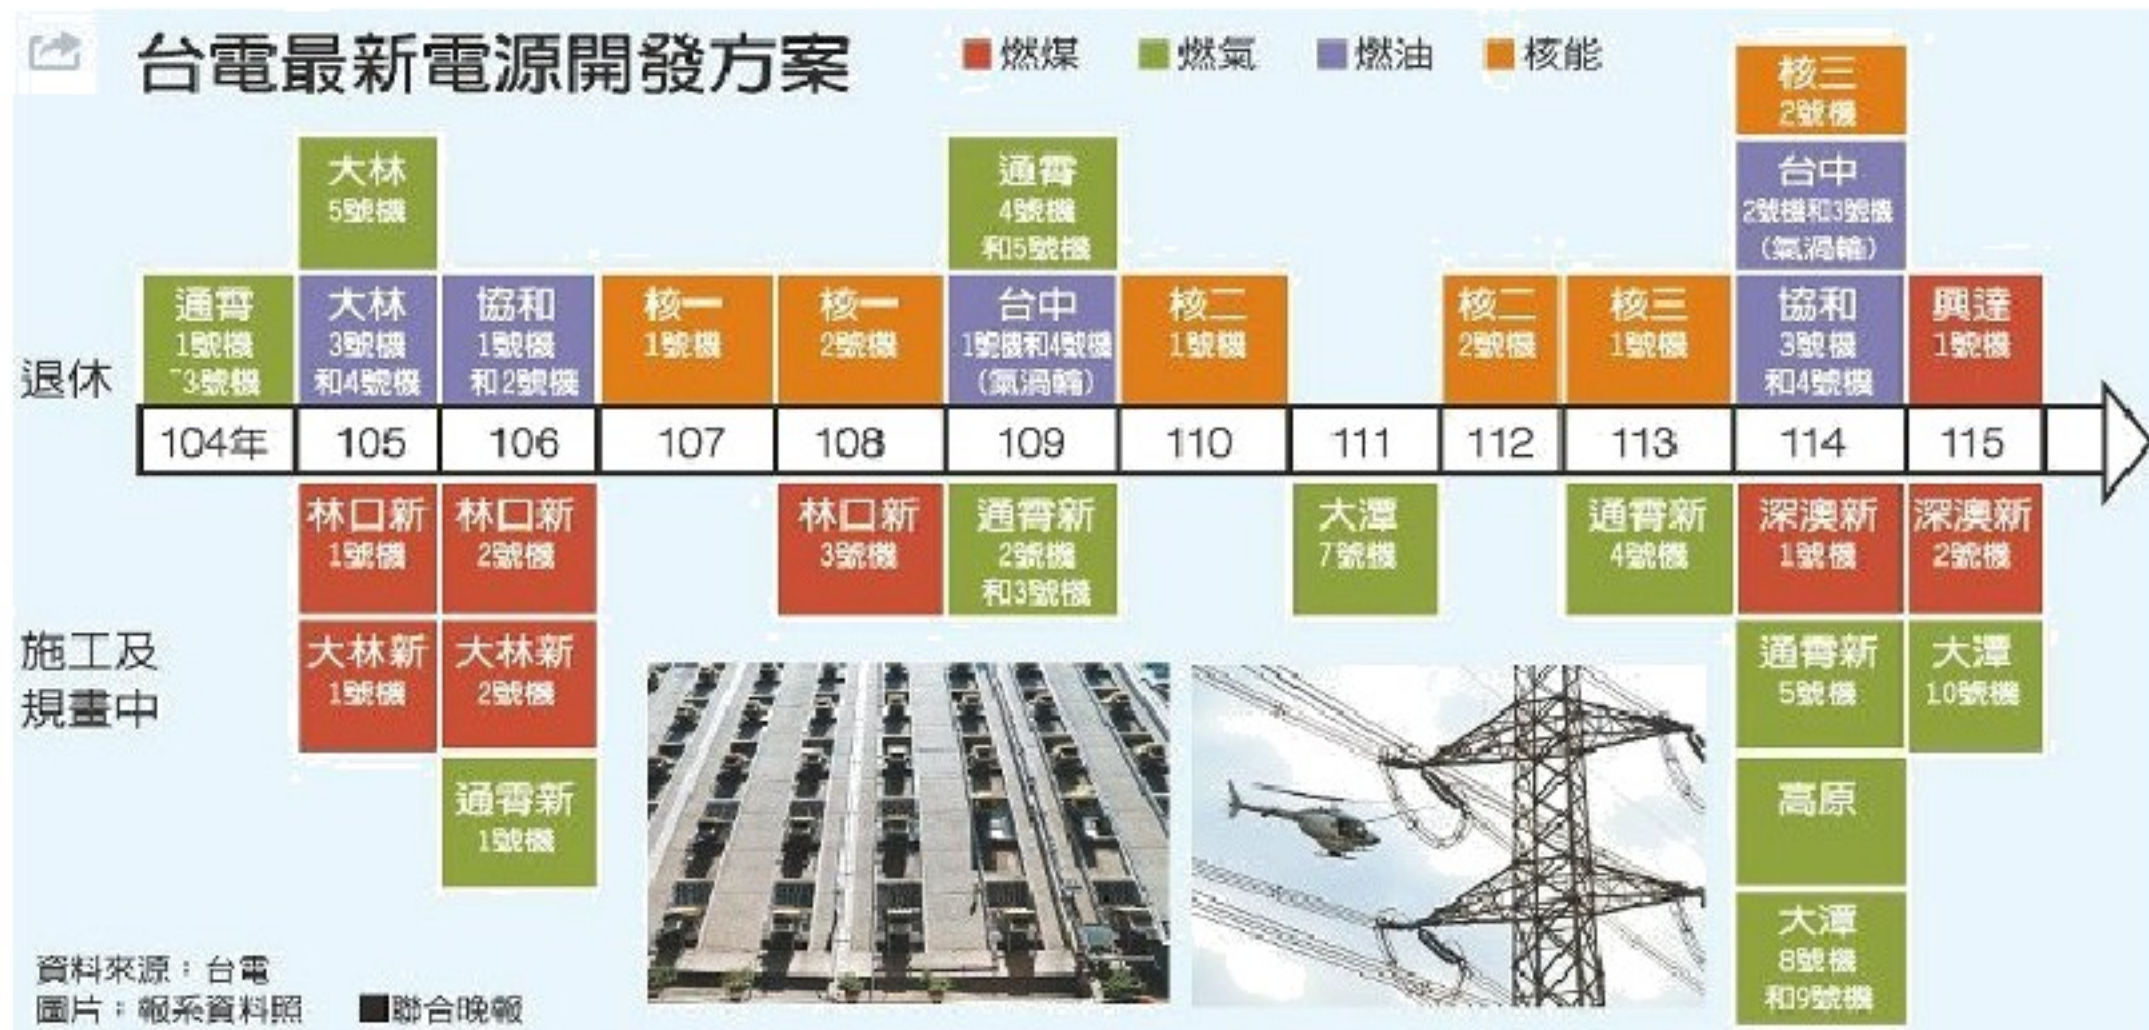 台電最新電源開發方案
燃煤
燃氣
燃油
核能
退休
通霄
1號機
~3號機
大林
5號機
大林
3號機
和4號機
協和
1號機
和2號機
核一
1號機
核一
2號機
通霄
4號機
和5號機
台中
1號機和4號機
(氣渦輪)
核二
1號機
核二
2號機
核三
1號機
核三
2號機
台中
2號機和3號機
(氣渦輪)
協和
3號機
和4號機
興達
1號機
104年
105
106
107
108
109
110
111
112
113
114
115
施工及
規畫中
林口新
1號機
大林新
1號機
林口新
2號機
大林新
2號機
通霄新
1號機
林口新
3號機
通霄新
2號機
和3號機
大潭
7號機
通霄新
4號機
深澳新
1號機
通霄新
5號機
高原
大潭
8號機
和9號機
深澳新
2號機
大潭
10號機
資料來源：台電
圖片：報系資料照 ■聯合晚報